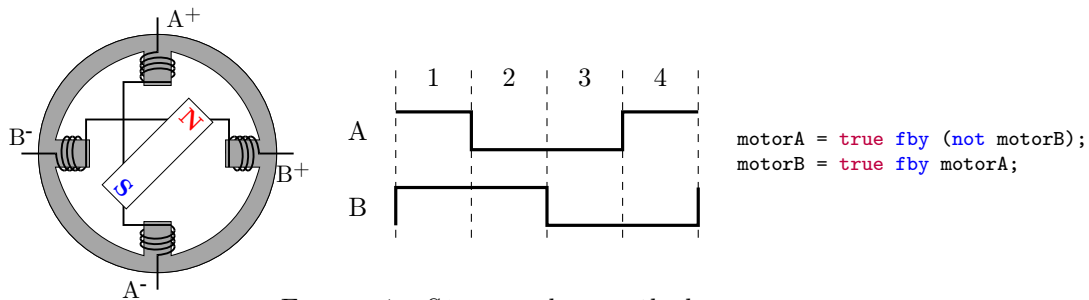 A+
B-
N
S
B+
A-
1 2 3 4
A
B
motorA = true fby (not motorB);
motorB = true fby motorA;